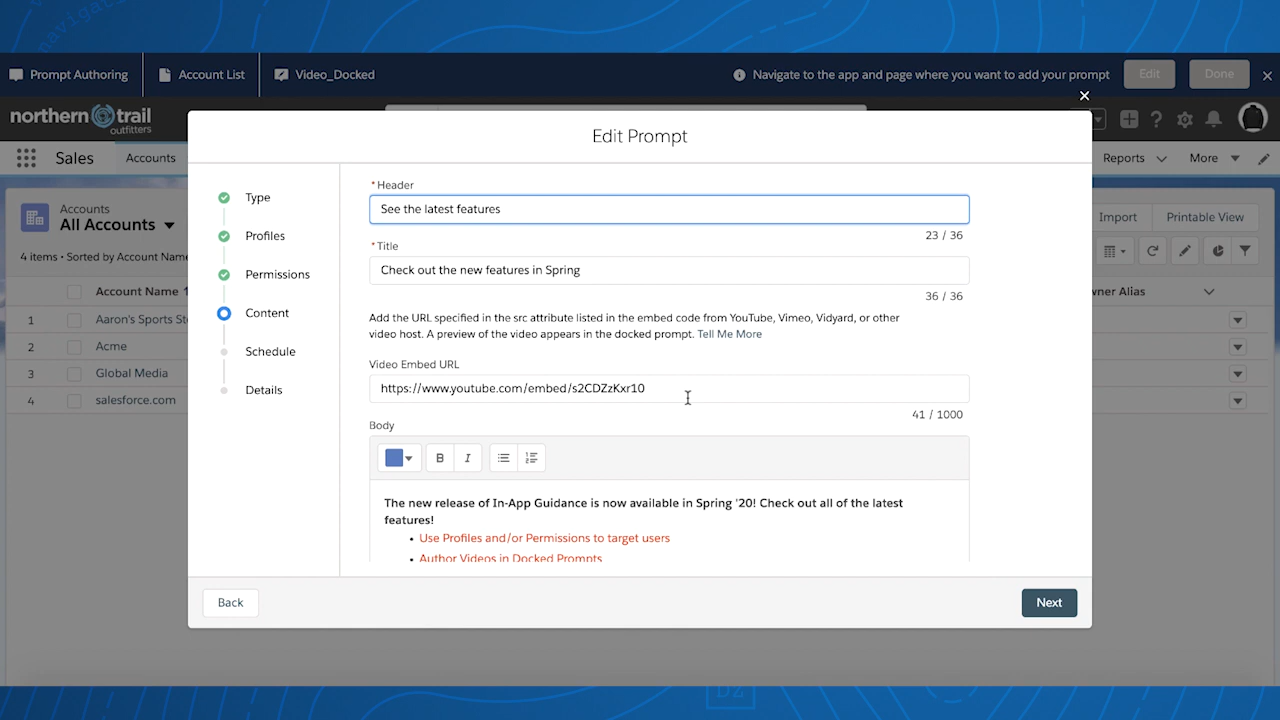 Prompt Authoring
Account List
Video_Docked
Navigate to the app and page where you want to add your prompt
Edit
Done
northern trail
outfitters
Sales
Accounts
Reports
More
Accounts
All Accounts
4 items • Sorted by Account Name
Import
Printable View
Account Name
wner Alias
1
Aaron's Sports St
2
Acme
3
Global Media
4
salesforce.com
Edit Prompt
Type
Profiles
Permissions
Content
Schedule
Details
* Header
See the latest features
23 / 36
* Title
Check out the new features in Spring
36 / 36
Add the URL specified in the src attribute listed in the embed code from YouTube, Vimeo, Vidyard, or other
video host. A preview of the video appears in the docked prompt. Tell Me More
Video Embed URL
https://www.youtube.com/embed/s2CDZzKxr10
41 / 1000
Body
B I
The new release of In-App Guidance is now available in Spring '20! Check out all of the latest
features!
• Use Profiles and/or Permissions to target users
• Author Videos in Docked Prompts
Back
Next